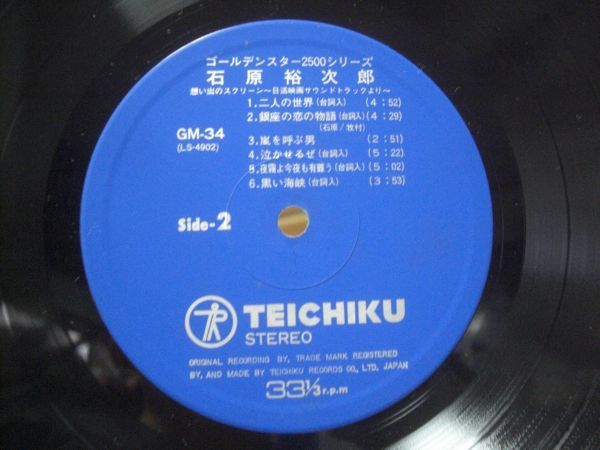 ゴールデンスター2500シリーズ
石原裕次郎
想い出のスクリーン～日活映画サウンドトラックより～
1.二人の世界(台詞入) (4:52)
2.銀座の恋の物語(台詞入) (4:29)
(石原/牧村)
GM-34
(LS-4902)
3.嵐を呼ぶ男 (2:51)
4.泣かせるぜ(台詞入) (5:22)
5.夜霧よ今夜も有難う(台詞入) (5:02)
6.黒い海峡(台詞入) (3:53)
Side-2
TEICHIKU
STEREO
ORIGINAL RECORDING BY, TRADE MARK REGISTERED
BY, AND MADE BY TEICHIKU RECORDS CO., LTD. JAPAN
33 1/3 r.p.m